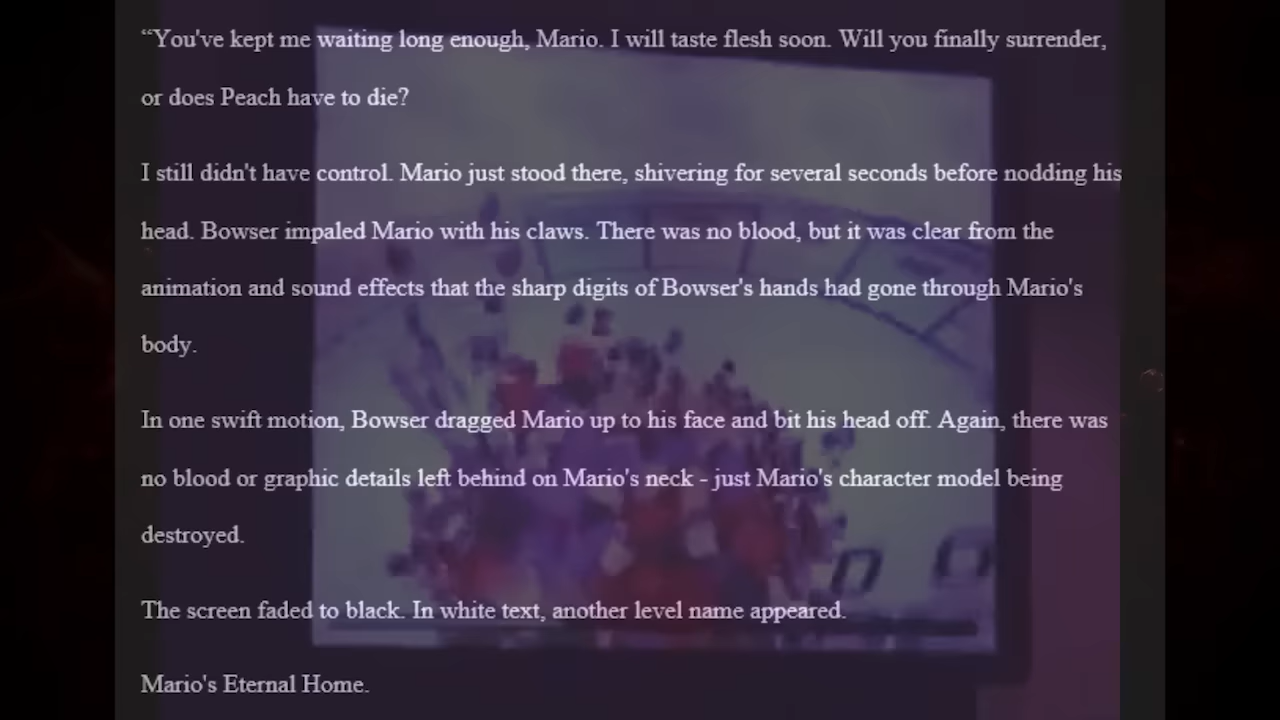 “You've kept me waiting long enough, Mario. I will taste flesh soon. Will you finally surrender,
or does Peach have to die?
I still didn't have control. Mario just stood there, shivering for several seconds before nodding his
head. Bowser impaled Mario with his claws. There was no blood, but it was clear from the
animation and sound effects that the sharp digits of Bowser's hands had gone through Mario's
body.
In one swift motion, Bowser dragged Mario up to his face and bit his head off. Again, there was
no blood or graphic details left behind on Mario's neck - just Mario's character model being
destroyed.
The screen faded to black. In white text, another level name appeared.
Mario's Eternal Home.